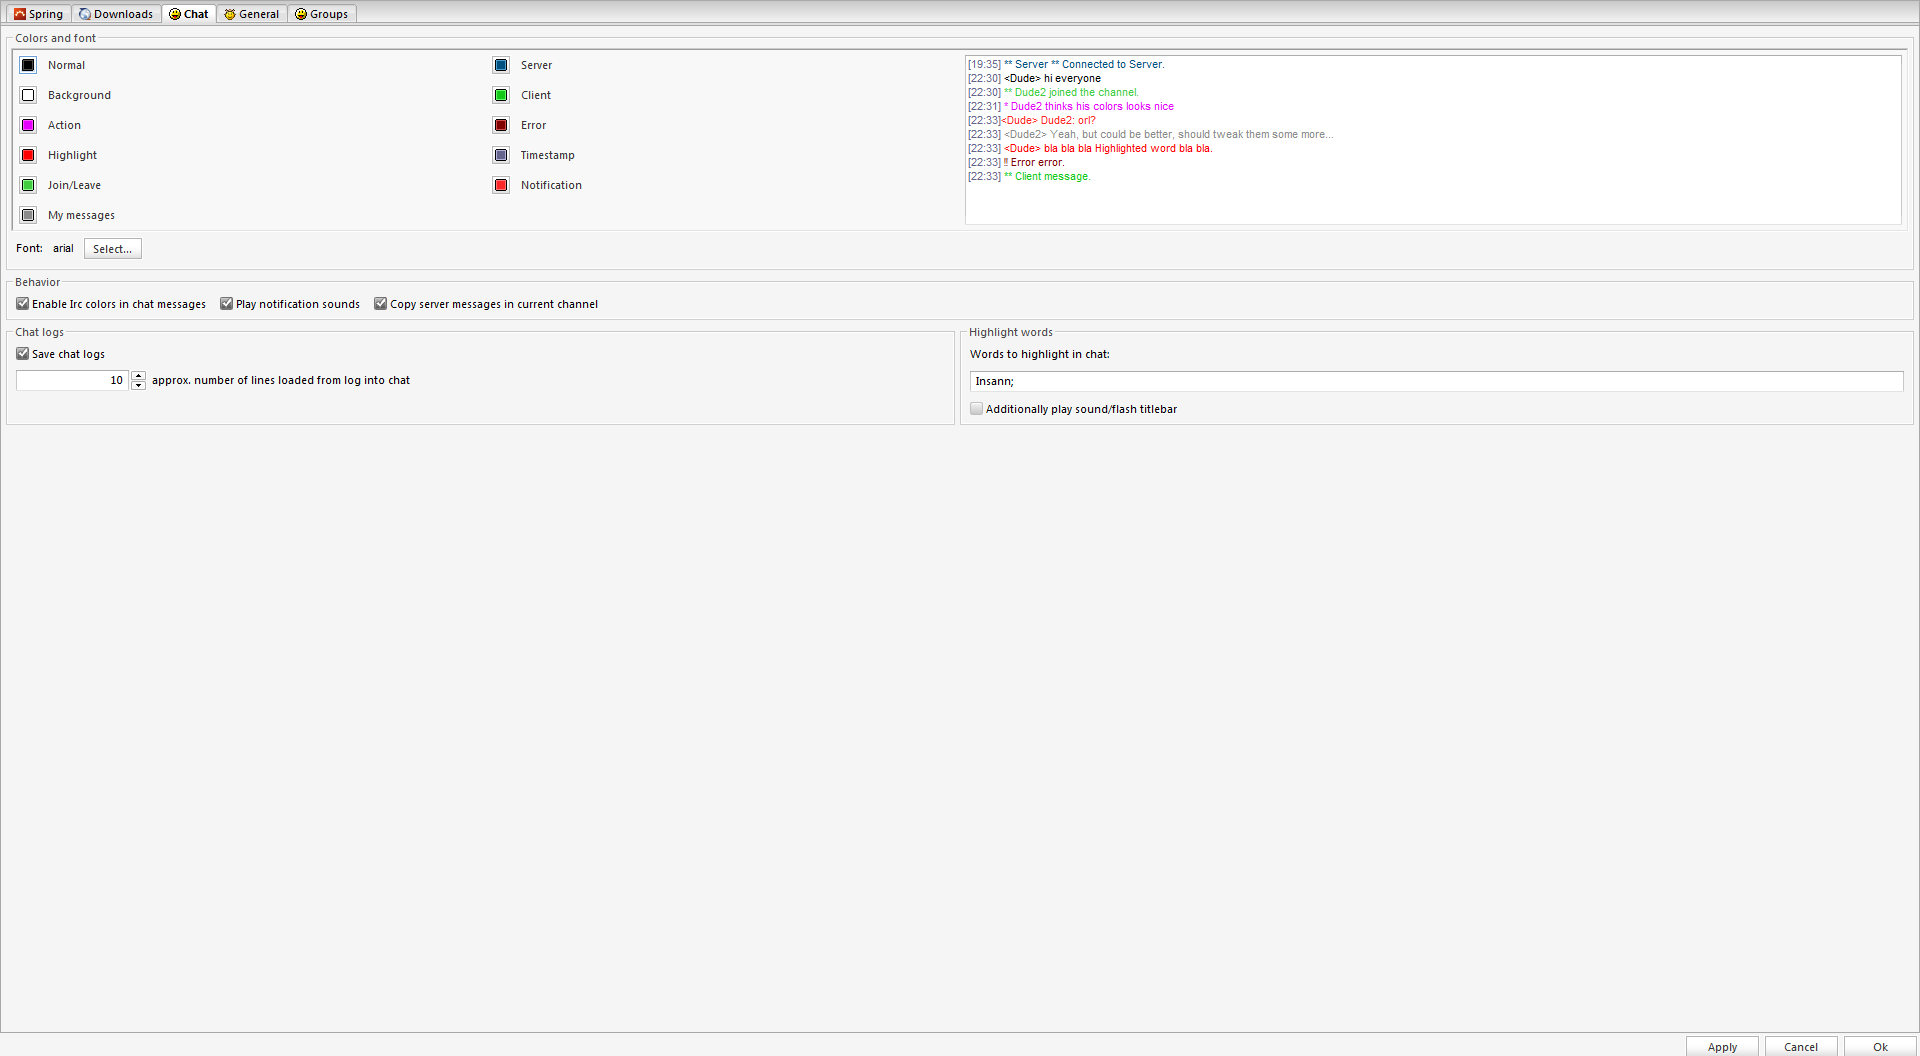 Spring Downloads Chat General Groups
Colors and font
Normal
Background
Action
Highlight
Join/Leave
My messages
Server
Client
Error
Timestamp
Notification
[19:35] ** Server ** Connected to Server.
[22:30] <Dude> hi everyone
[22:30] ** Dude2 joined the channel.
[22:31] * Dude2 thinks his colors looks nice
[22:33]<Dude> Dude2: orl?
[22:33] <Dude2> Yeah, but could be better, should tweak them some more...
[22:33] <Dude> bla bla bla Highlighted word bla bla.
[22:33] !! Error error.
[22:33] ** Client message.
Font: arial Select...
Behavior
Enable Irc colors in chat messages Play notification sounds Copy server messages in current channel
Chat logs
Save chat logs
10 approx. number of lines loaded from log into chat
Highlight words
Words to highlight in chat:
Insann;
Additionally play sound/flash titlebar
Apply Cancel Ok